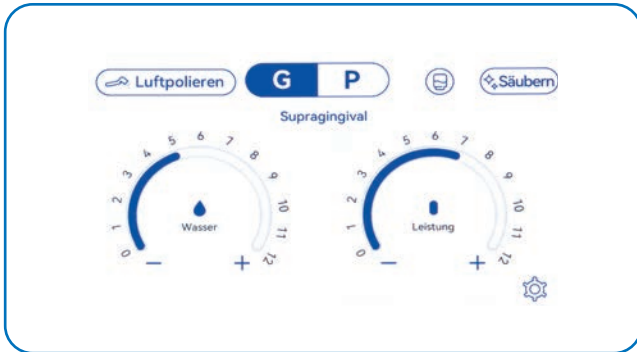 Luftpolieren G P Säubern
Supragingival
0 1 2 3 4 5 6 7 8 9 10 11 12
Wasser
− +
0 1 2 3 4 5 6 7 8 9 10 11 12
Leistung
− +